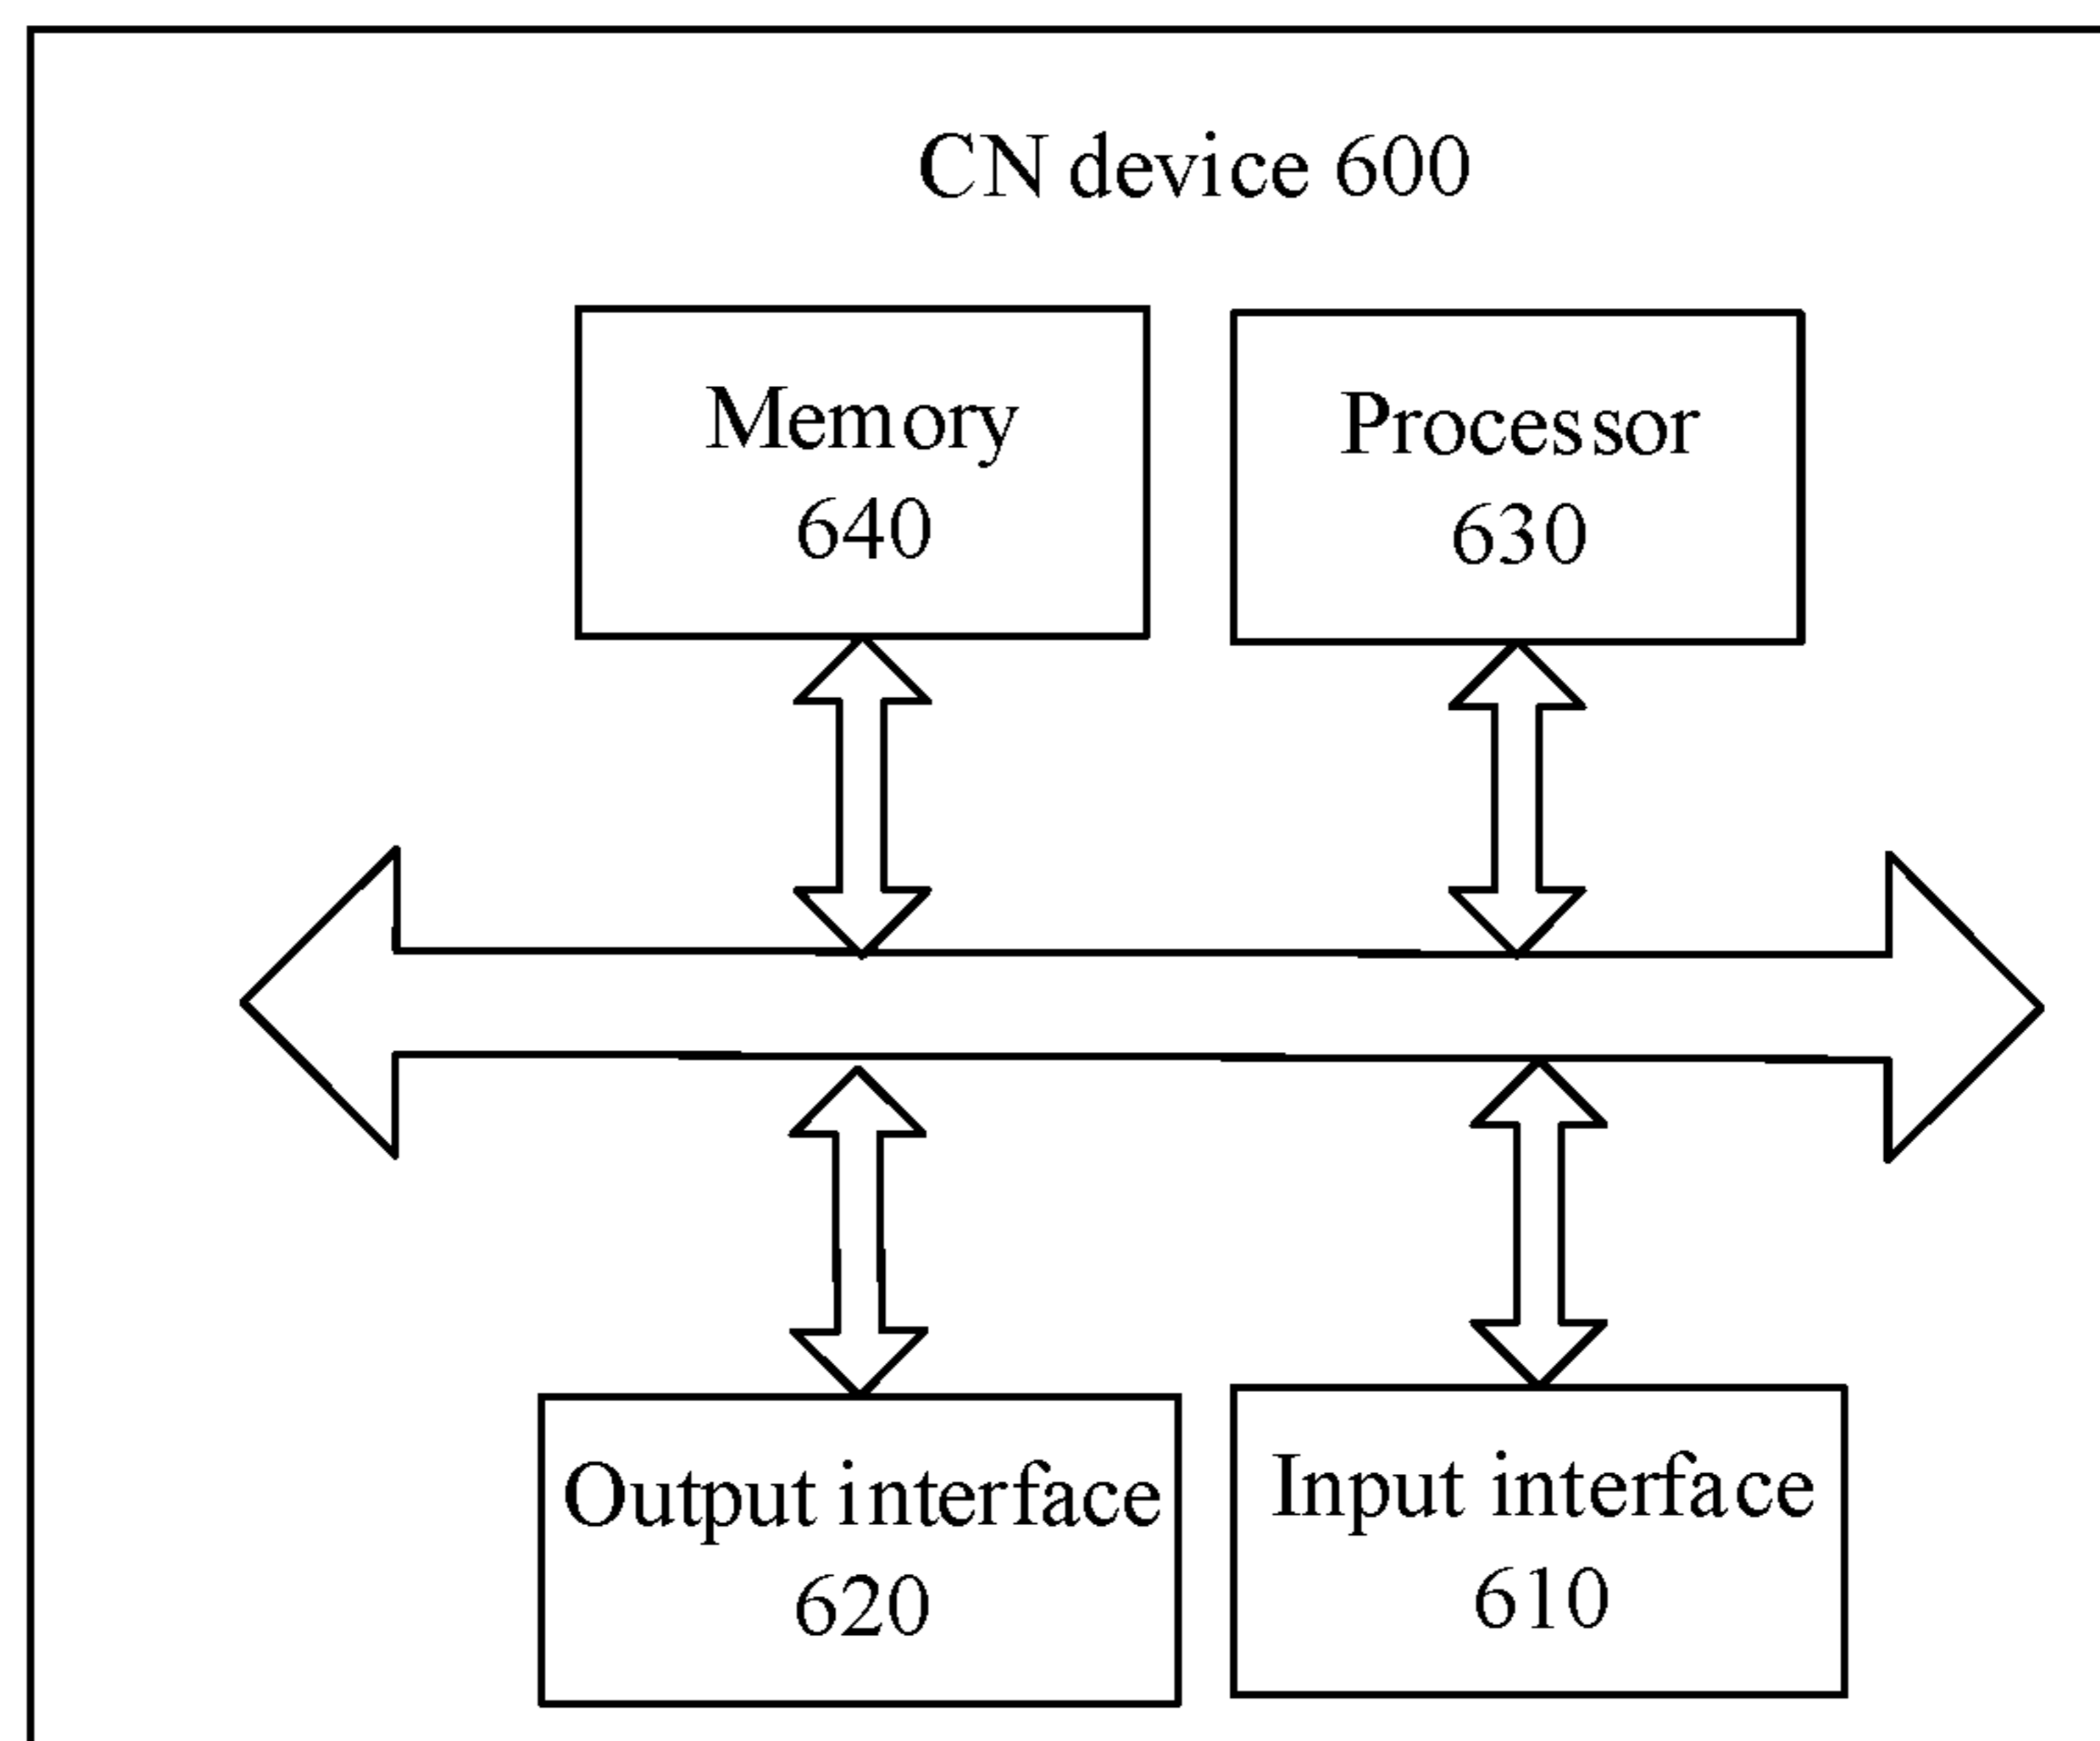 CN device 600
Memory
640
Processor
630
Output interface
620
Input interface
610